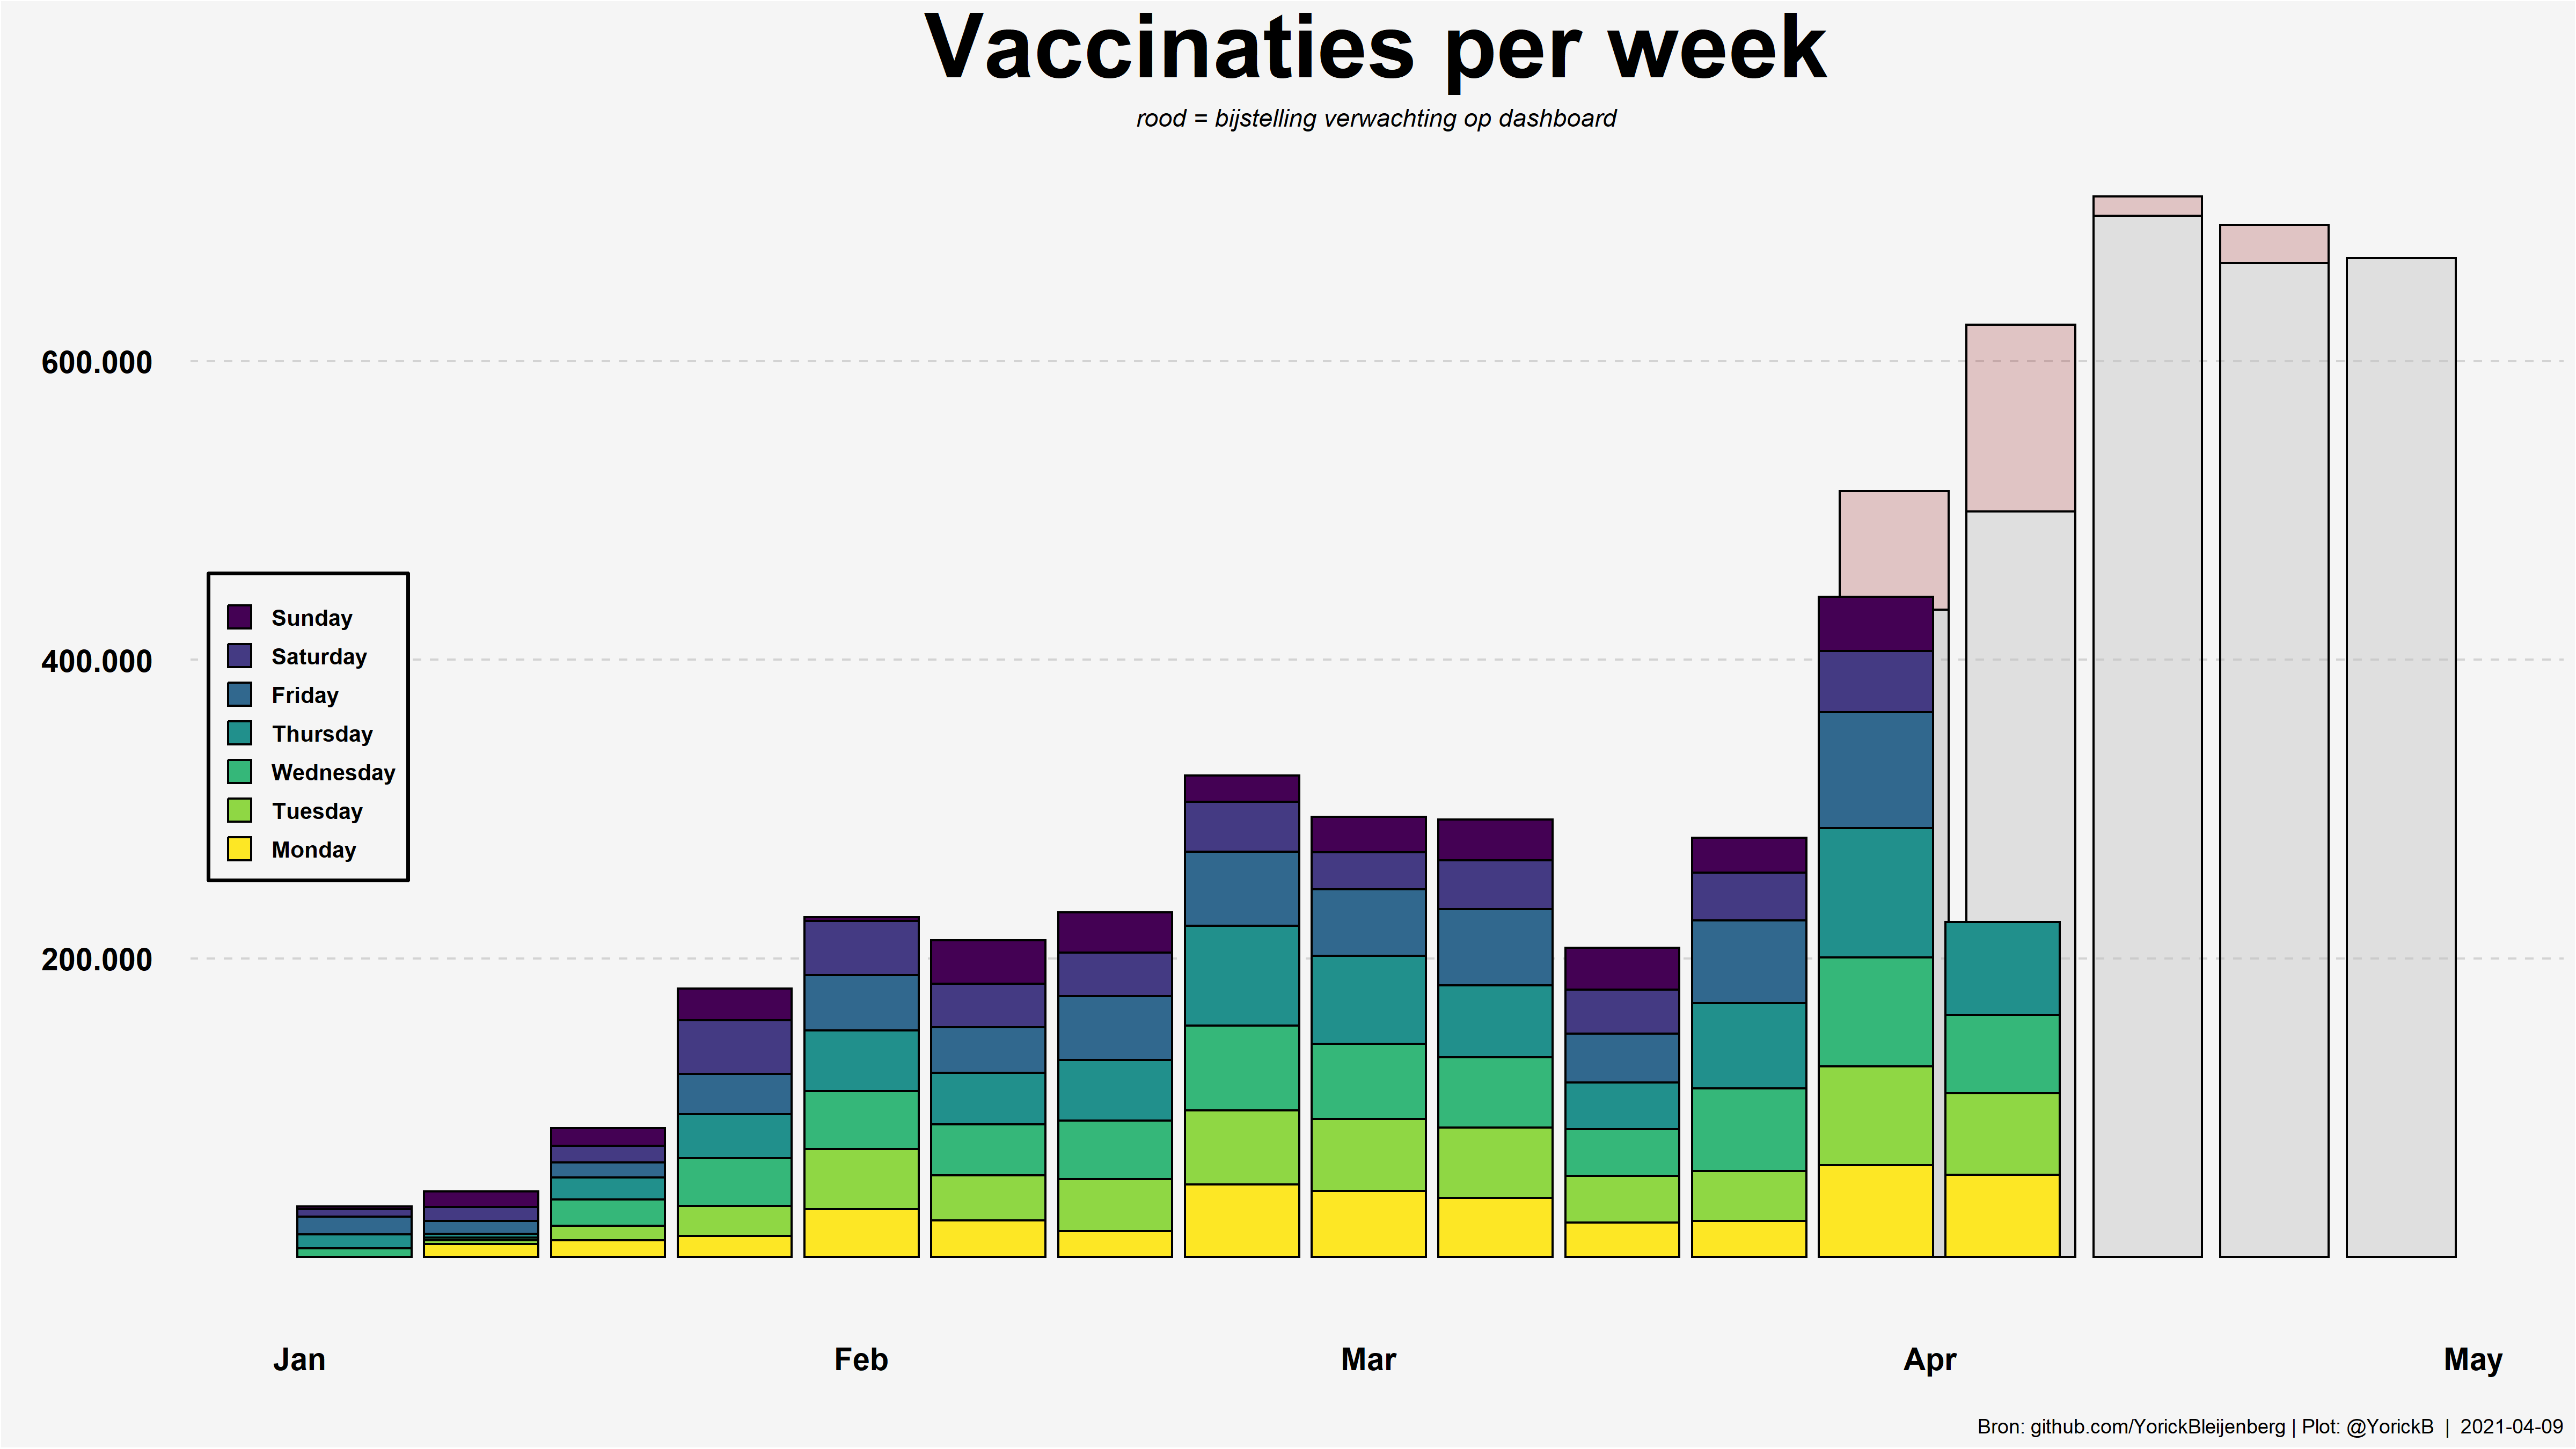 Vaccinaties per week
rood = bijstelling verwachting op dashboard
600.000
400.000
200.000
Sunday
Saturday
Friday
Thursday
Wednesday
Tuesday
Monday
Jan Feb Mar Apr May
Bron: github.com/YorickBleijenberg | Plot: @YorickB | 2021-04-09